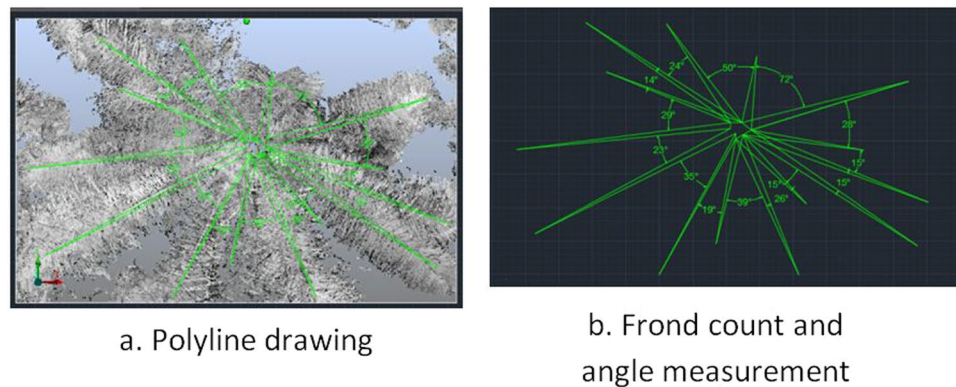 24° 50° 72°
14°
29° 28°
23° 15°
35° 15° 15°
19° 39° 26°
a. Polyline drawing
b. Frond count and
angle measurement